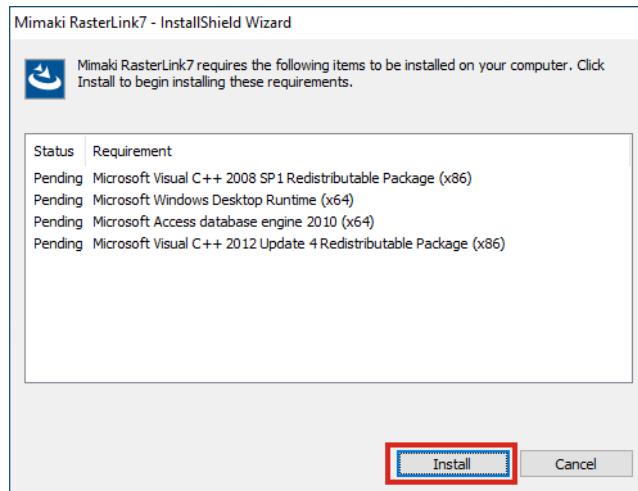 Mimaki RasterLink7 - InstallShield Wizard
Mimaki RasterLink7 requires the following items to be installed on your computer. Click
Install to begin installing these requirements.
Status Requirement
Pending Microsoft Visual C++ 2008 SP1 Redistributable Package (x86)
Pending Microsoft Windows Desktop Runtime (x64)
Pending Microsoft Access database engine 2010 (x64)
Pending Microsoft Visual C++ 2012 Update 4 Redistributable Package (x86)
Install Cancel